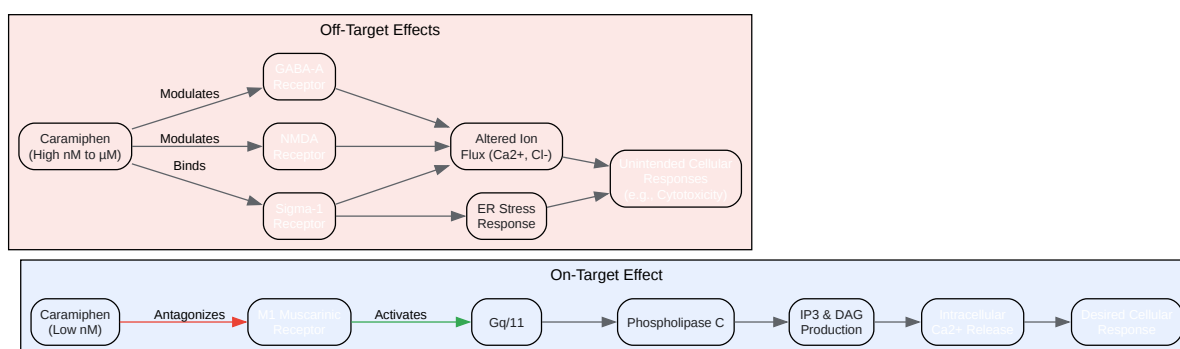 Off-Target Effects
GABA-A
Receptor
Modulates
Caramiphen
(High nM to µM)
Modulates
NMDA
Receptor
Altered Ion
Flux (Ca2+, Cl-)
Binds
Unintended Cellular
Responses
(e.g., Cytotoxicity)
Sigma-1
Receptor
ER Stress
Response
On-Target Effect
Caramiphen
(Low nM)
Antagonizes
M1 Muscarinic
Receptor
Activates
Gq/11
Phospholipase C
IP3 & DAG
Production
Intracellular
Ca2+ Release
Desired Cellular
Response